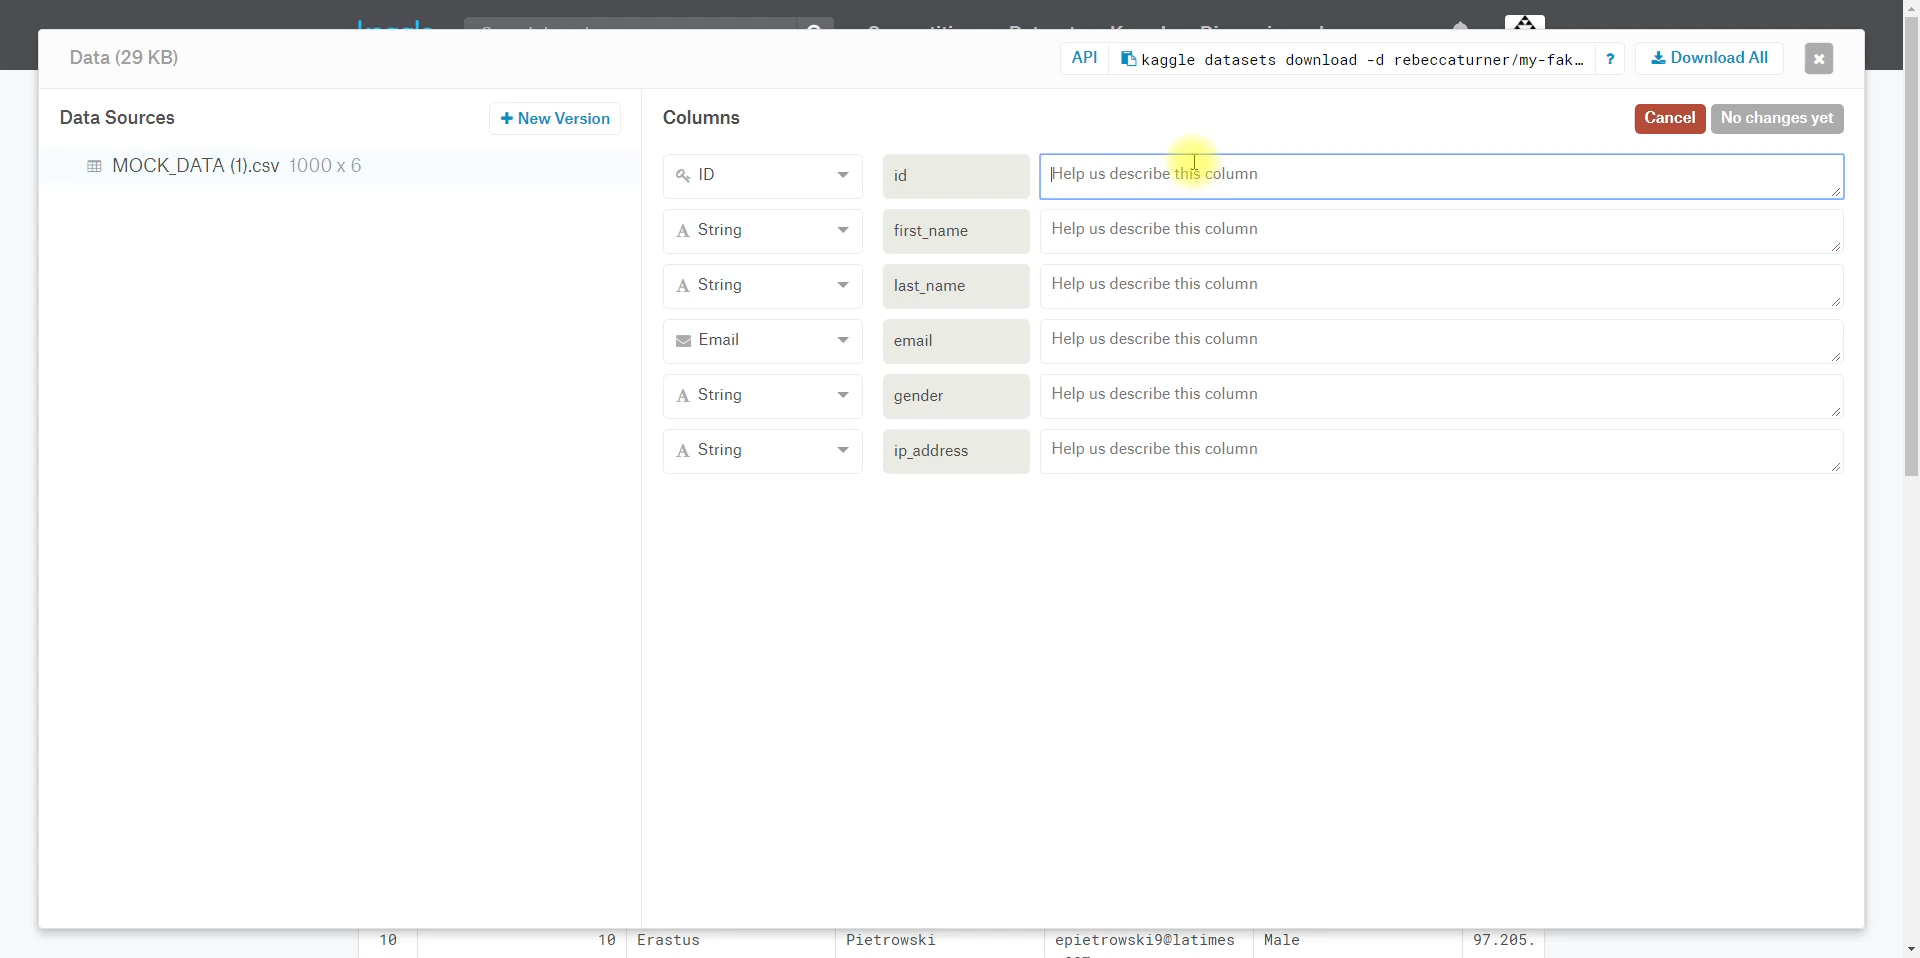 Data (29 KB)
API kaggle datasets download -d rebeccaturner/my-fak… ? Download All
Data Sources
+ New Version
MOCK_DATA (1).csv 1000 x 6
Columns
Cancel No changes yet
ID id Help us describe this column
String first_name Help us describe this column
String last_name Help us describe this column
Email email Help us describe this column
String gender Help us describe this column
String ip_address Help us describe this column
10 10 Erastus Pietrowski epietrowski9@latimes Male 97.205.